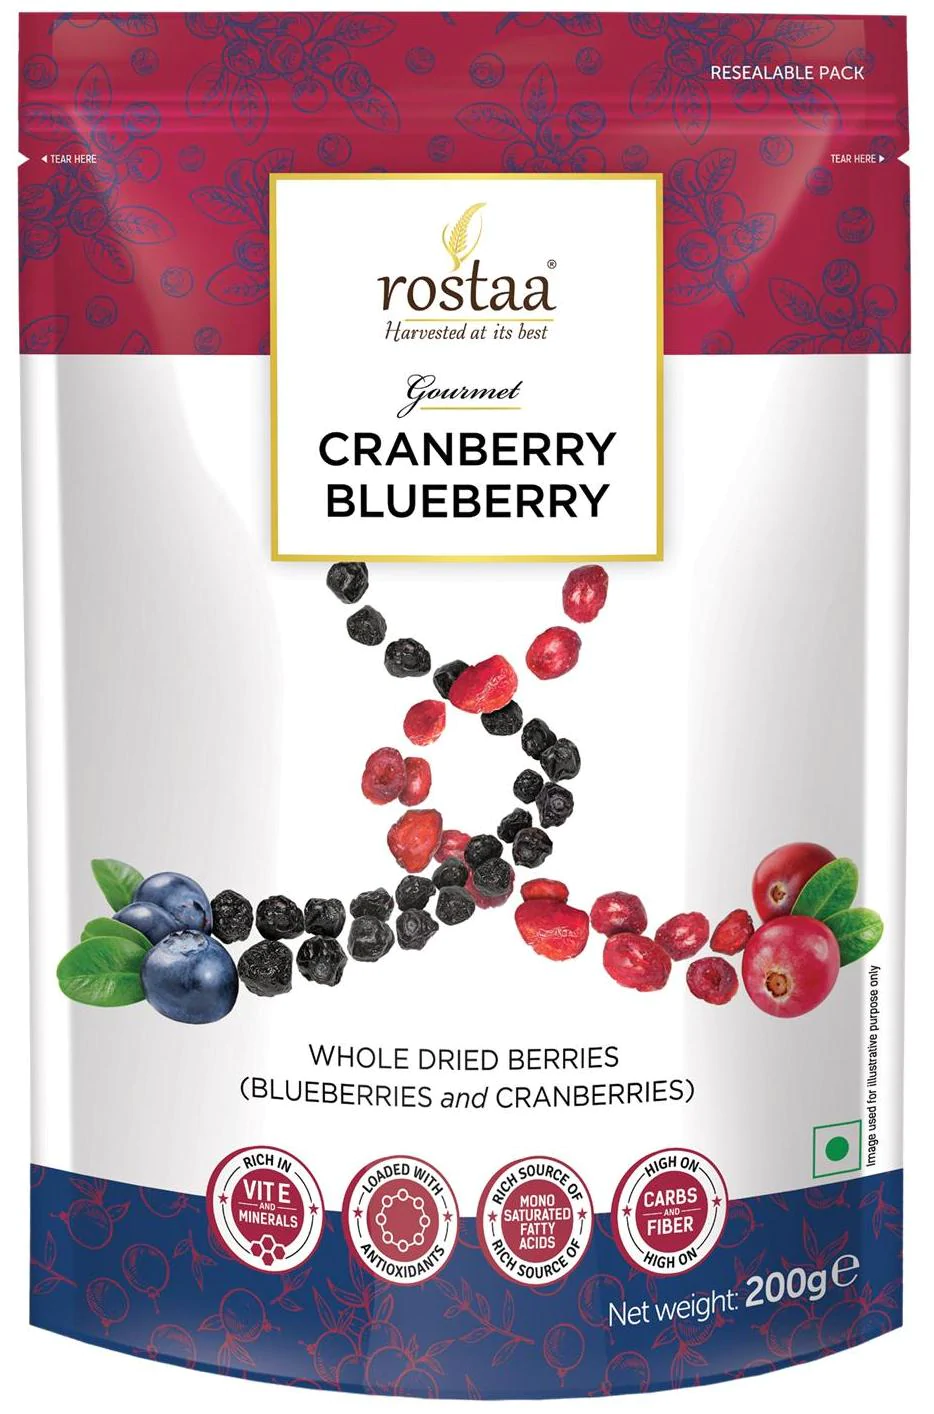 RESEALABLE PACK
TEAR HERE
TEAR HERE
rostaa®
Harvested at its best
Gourmet
CRANBERRY
BLUEBERRY
WHOLE DRIED BERRIES
(BLUEBERRIES and CRANBERRIES)
Image used for illustrative purpose only
RICH IN
VIT E
AND
MINERALS
LOADED WITH
ANTIOXIDANTS
RICH SOURCE OF
MONO
SATURATED
FATTY
ACIDS
RICH SOURCE OF
HIGH ON
CARBS
AND
FIBER
HIGH ON
Net weight: 200g℮